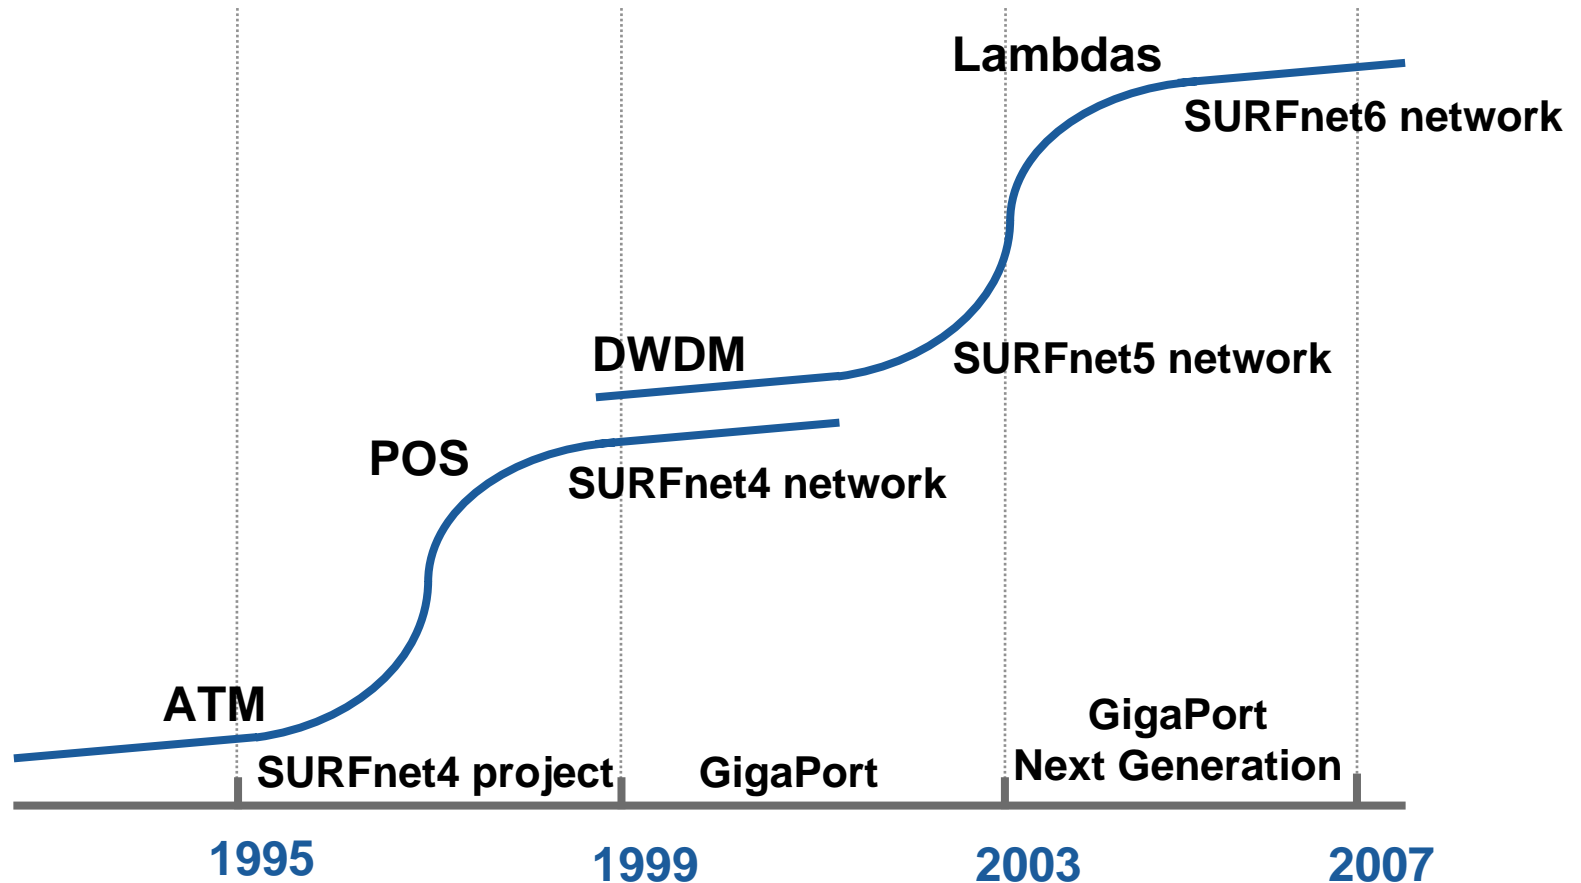 Lambdas
SURFnet6 network
DWDM
SURFnet5 network
POS
SURFnet4 network
ATM
SURFnet4 project
GigaPort
GigaPort
Next Generation
1995
1999
2003
2007